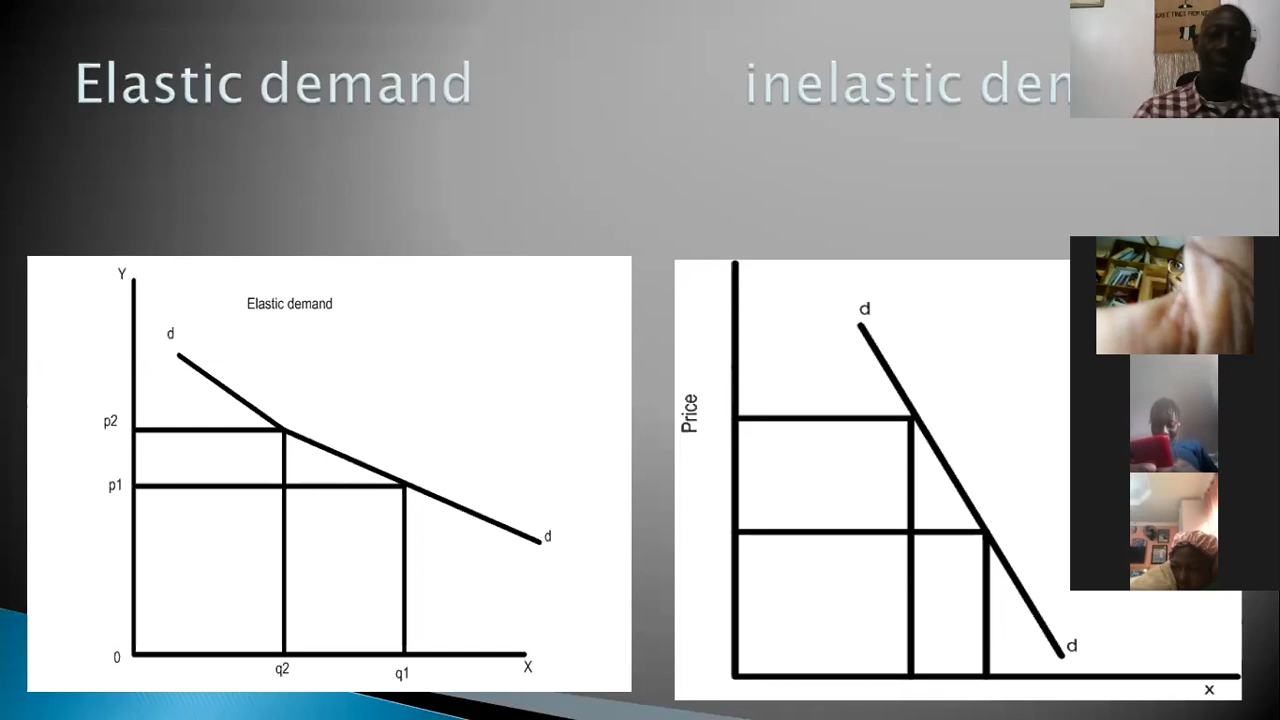 Elastic demand
inelastic den
Y
Elastic demand
d
p2
p1
d
0
q2
q1
X
d
Price
d
x